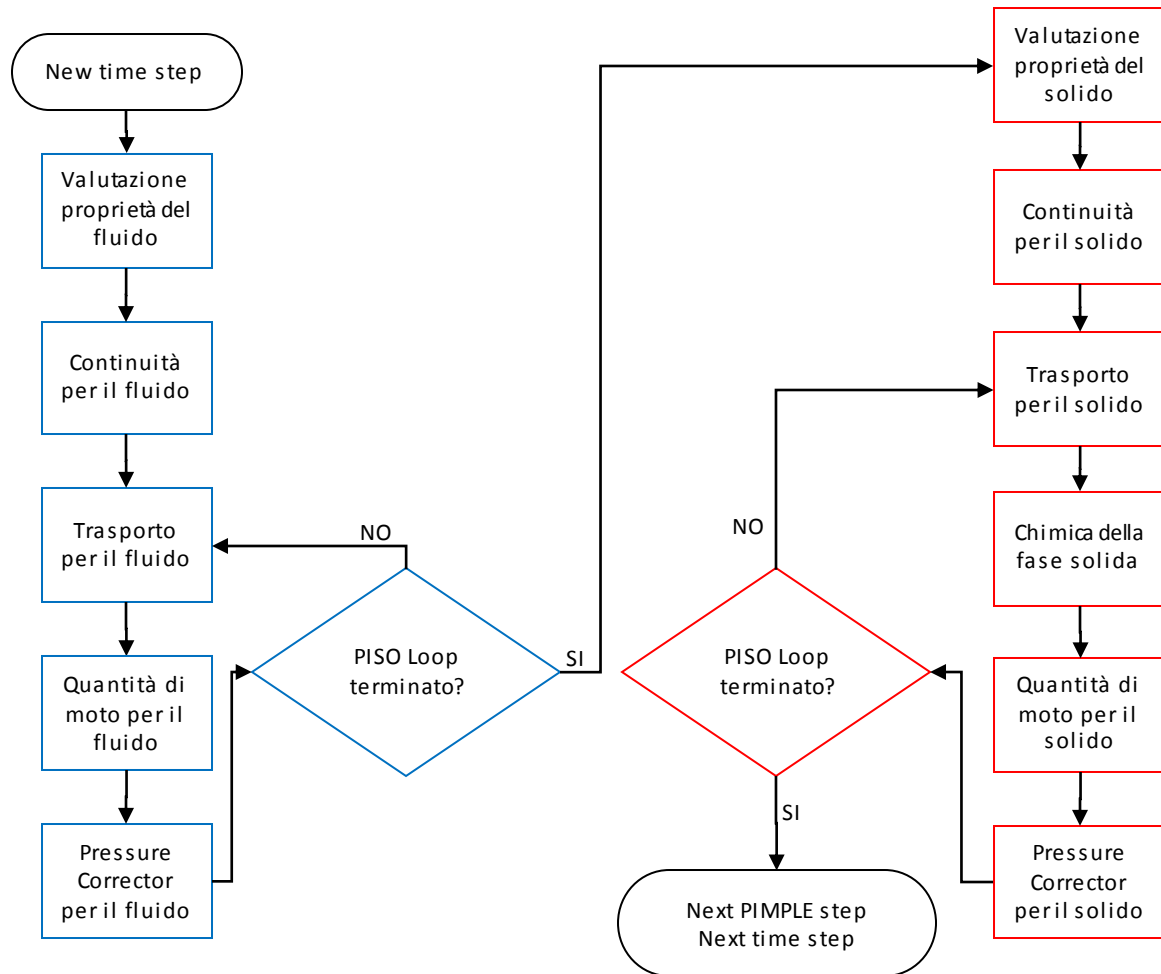 New time step
Valutazione
proprietà del
fluido
Continuità
per il fluido
Trasporto
per il fluido
Quantità di
moto per il
fluido
Pressure
Corrector
per il fluido
NO
PISO Loop
terminato?
SI
Valutazione
proprietà del
solido
Continuità
per il solido
Trasporto
per il solido
Chimica della
fase solida
Quantità di
moto per il
solido
Pressure
Corrector
per il solido
NO
PISO Loop
terminato?
SI
Next PIMPLE step
Next time step